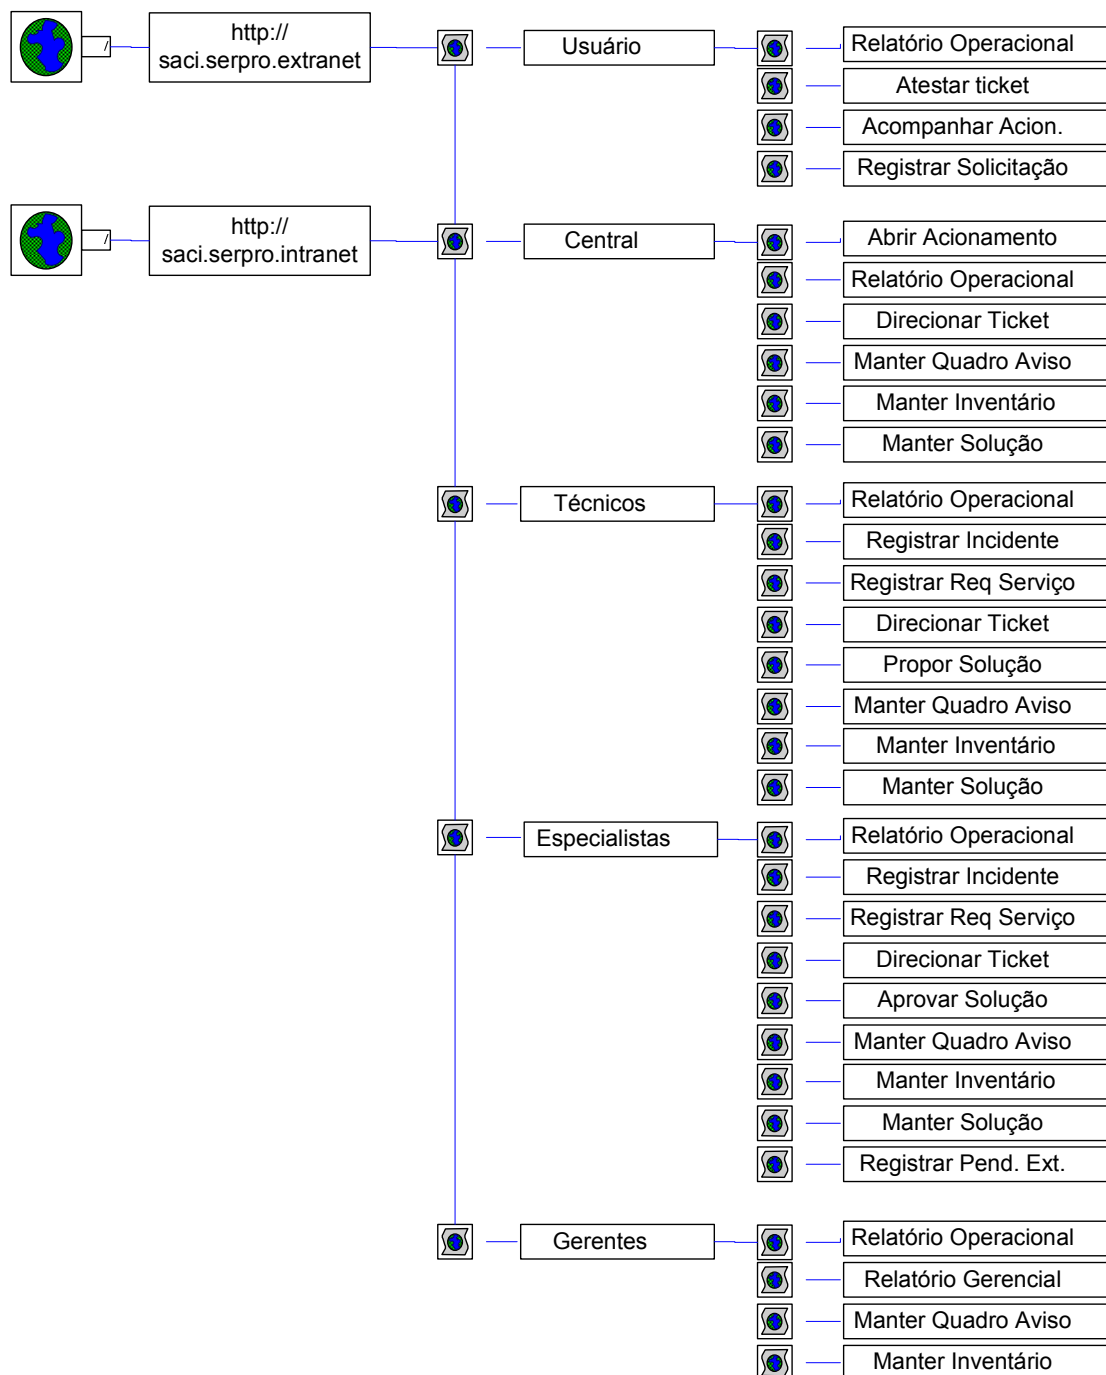 /
http://
saci.serpro.extranet
Usuário
Relatório Operacional
Atestar ticket
Acompanhar Acion.
Registrar Solicitação
/
http://
saci.serpro.intranet
Central
Abrir Acionamento
Relatório Operacional
Direcionar Ticket
Manter Quadro Aviso
Manter Inventário
Manter Solução
Técnicos
Relatório Operacional
Registrar Incidente
Registrar Req Serviço
Direcionar Ticket
Propor Solução
Manter Quadro Aviso
Manter Inventário
Manter Solução
Especialistas
Relatório Operacional
Registrar Incidente
Registrar Req Serviço
Direcionar Ticket
Aprovar Solução
Manter Quadro Aviso
Manter Inventário
Manter Solução
Registrar Pend. Ext.
Gerentes
Relatório Operacional
Relatório Gerencial
Manter Quadro Aviso
Manter Inventário